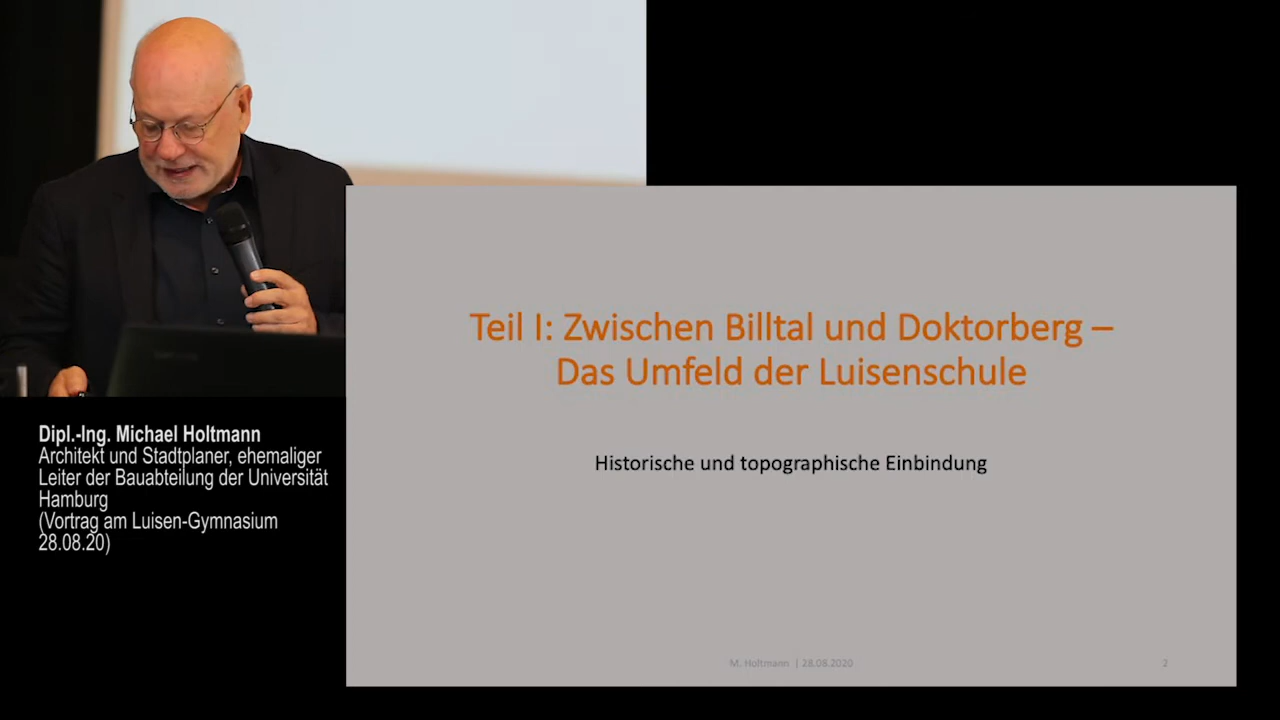 Dipl.-Ing. Michael Holtmann
Architekt und Stadtplaner, ehemaliger
Leiter der Bauabteilung der Universität
Hamburg
(Vortrag am Luisen-Gymnasium
28.08.20)
Teil I: Zwischen Billtal und Doktorberg –
Das Umfeld der Luisenschule
Historische und topographische Einbindung
M. Holtmann | 28.08.2020
2